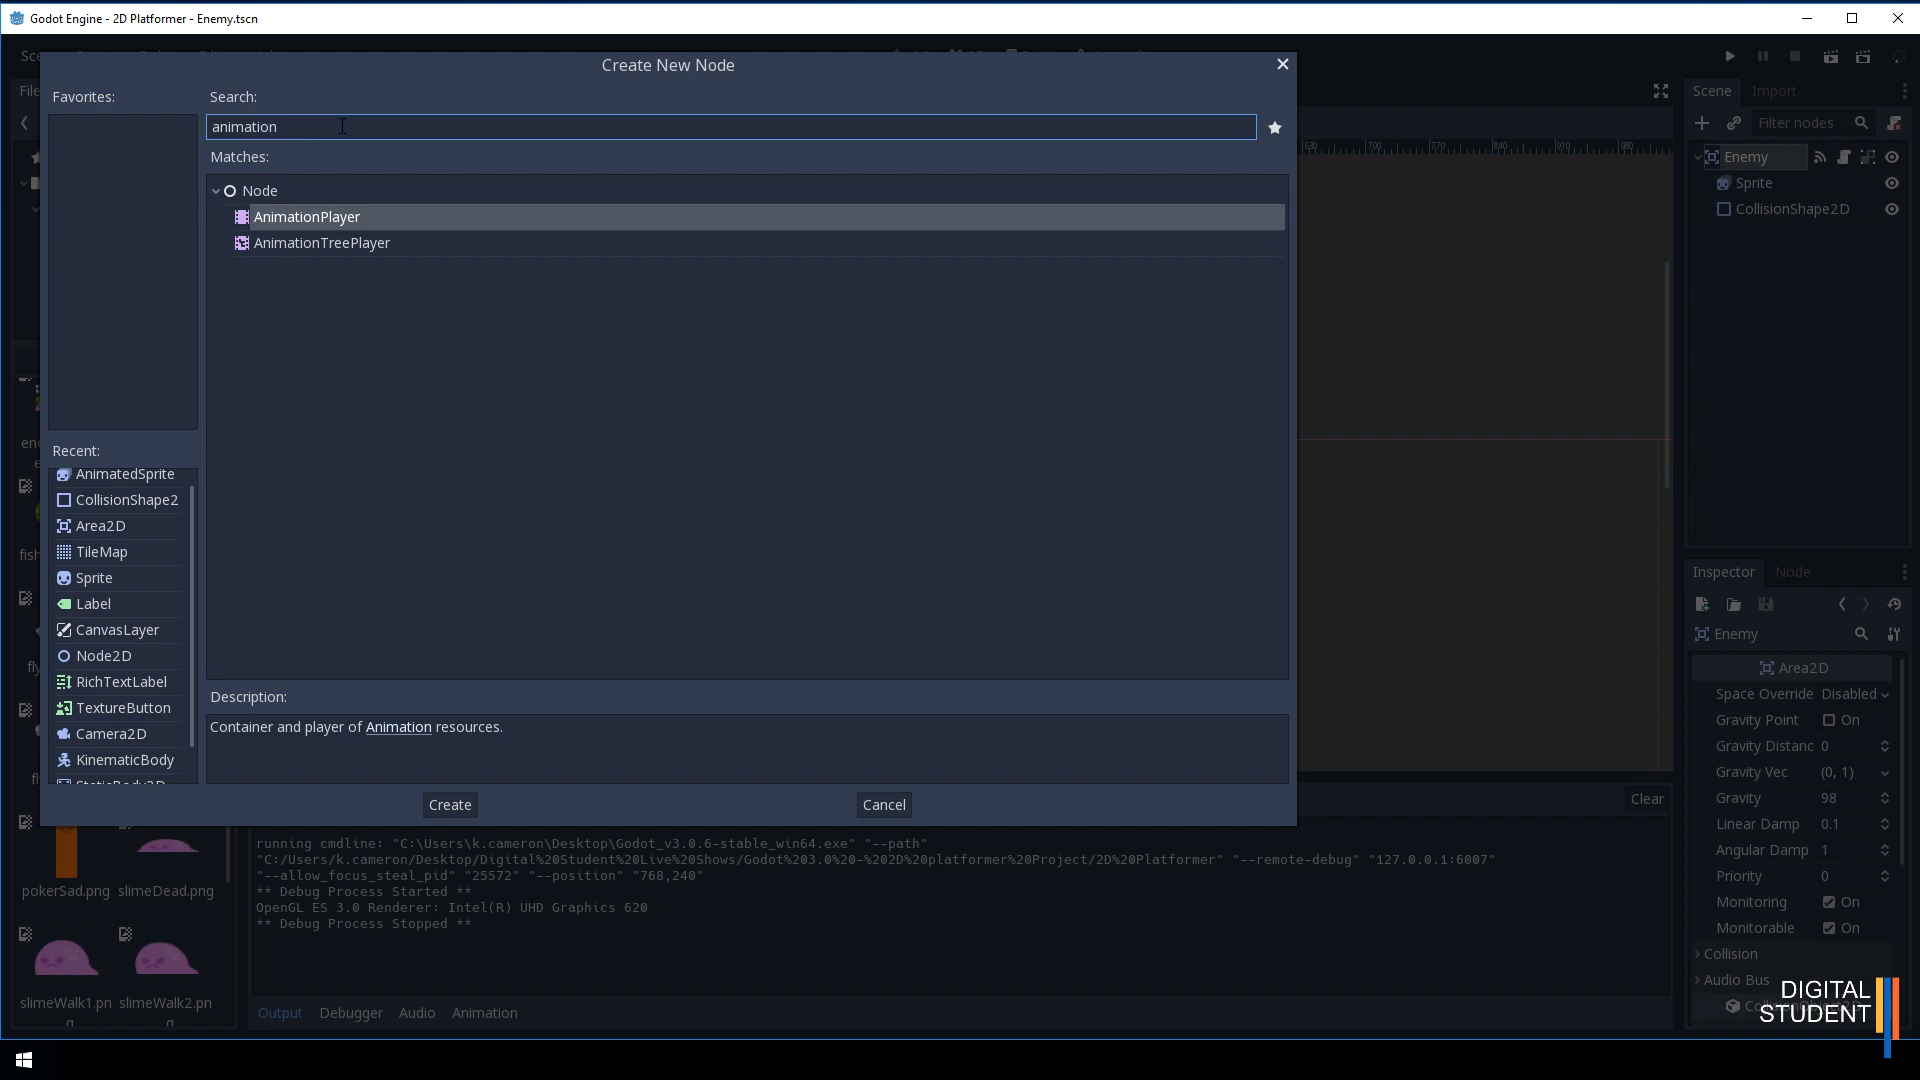 Godot Engine - 2D Platformer - Enemy.tscn
Create New Node
Favorites:
Search:
animation
Matches:
Node
AnimationPlayer
AnimationTreePlayer
Recent:
AnimatedSprite
CollisionShape2
Area2D
TileMap
Sprite
Label
CanvasLayer
Node2D
RichTextLabel
TextureButton
Camera2D
KinematicBody
StaticBody2D
Description:
Container and player of Animation resources.
Create
Cancel
Scene
Import
Filter nodes
Enemy
Sprite
CollisionShape2D
630 700 770 840 910 980
Inspector
Node
Enemy
Area2D
Space Override Disabled
Gravity Point On
Gravity Distanc 0
Gravity Vec (0, 1)
Gravity 98
Linear Damp 0.1
Angular Damp 1
Priority 0
Monitoring On
Monitorable On
Collision
Audio Bus
Clear
running cmdline: "C:\Users\k.cameron\Desktop\Godot_v3.0.6-stable_win64.exe" "--path"
"C:/Users/k.cameron/Desktop/Digital%20Student%20Live%20Shows/Godot%203.0%20-%202D%20platformer%20Project/2D%20Platformer" "--remote-debug" "127.0.0.1:6007"
"--allow_focus_steal_pid" "25572" "--position" "768,240"
** Debug Process Started **
OpenGL ES 3.0 Renderer: Intel(R) UHD Graphics 620
** Debug Process Stopped **
Output
Debugger
Audio
Animation
pokerSad.png
slimeDead.png
slimeWalk1.pn
g
slimeWalk2.pn
g
DIGITAL
STUDENT